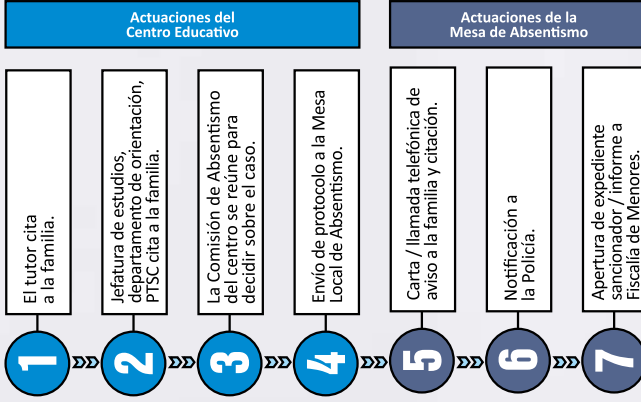 Actuaciones del
Centro Educativo
Actuaciones de la
Mesa de Absentismo
El tutor cita
a la familia.
Jefatura de estudios,
departamento de orientación,
PTSC cita a la familia.
La Comisión de Absentismo
del centro se reúne para
decidir sobre el caso.
Envío de protocolo a la Mesa
Local de Absentismo.
Carta / llamada telefónica de
aviso a la familia y citación.
Notificación a
la Policía.
Apertura de expediente
sancionador / informe a
Fiscalía de Menores.
1
2
3
4
5
6
7